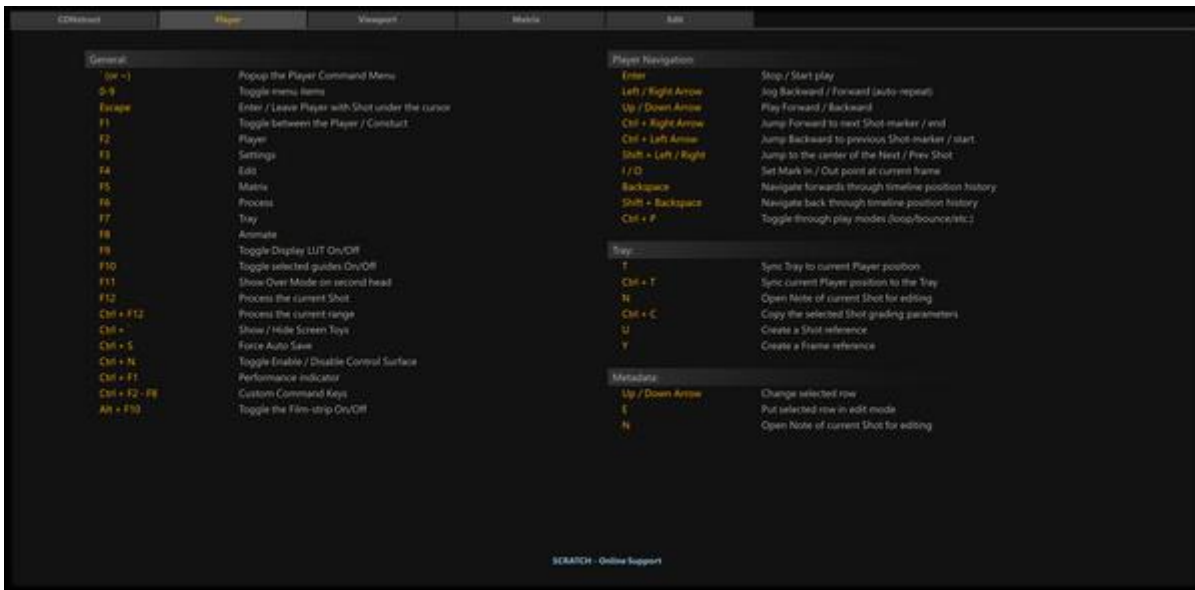 CONstruct
Player
Viewport
Matrix
Edit
General:
` (or ~) Popup the Player Command Menu
0-9 Toggle menu items
Escape Enter / Leave Player with Shot under the cursor
F1 Toggle between the Player / Constuct
F2 Player
F3 Settings
F4 Edit
F5 Matrix
F6 Process
F7 Tray
F8 Animate
F9 Toggle Display LUT On/Off
F10 Toggle selected guides On/Off
F11 Show Over Mode on second head
F12 Process the current Shot
Ctrl + F12 Process the current range
Ctrl + ` Show / Hide Screen Toys
Ctrl + S Force Auto Save
Ctrl + N Toggle Enable / Disable Control Surface
Ctrl + F1 Performance indicator
Ctrl + F2 - F8 Custom Command Keys
Alt + F10 Toggle the Film-strip On/Off
Player Navigation:
Enter Stop / Start play
Left / Right Arrow Jog Backward / Forward (auto-repeat)
Up / Down Arrow Play Forward / Backward
Ctrl + Right Arrow Jump Forward to next Shot-marker / end
Ctrl + Left Arrow Jump Backward to previous Shot-marker / start
Shift + Left / Right Jump to the center of the Next / Prev Shot
I / O Set Mark In / Out point at current frame
Backspace Navigate forwards through timeline position history
Shift + Backspace Navigate back through timeline position history
Ctrl + P Toggle through play modes (loop/bounce/etc.)
Tray:
T Sync Tray to current Player position
Ctrl + T Sync current Player position to the Tray
N Open Note of current Shot for editing
Ctrl + C Copy the selected Shot grading parameters
U Create a Shot reference
Y Create a Frame reference
Metadata:
Up / Down Arrow Change selected row
E Put selected row in edit mode
N Open Note of current Shot for editing
SCRATCH - Online Support